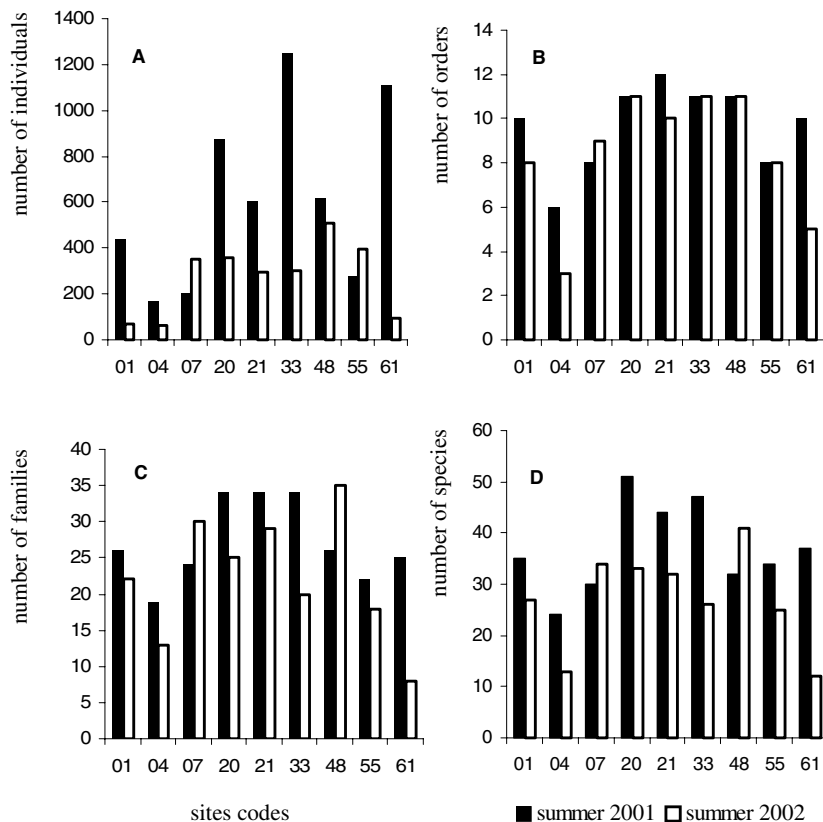 number of individuals
A
1400
1200
1000
800
600
400
200
0
01 04 07 20 21 33 48 55 61
number of orders
B
14
12
10
8
6
4
2
0
01 04 07 20 21 33 48 55 61
number of families
C
40
35
30
25
20
15
10
5
0
01 04 07 20 21 33 48 55 61
sites codes
number of species
D
60
50
40
30
20
10
0
01 04 07 20 21 33 48 55 61
summer 2001 summer 2002